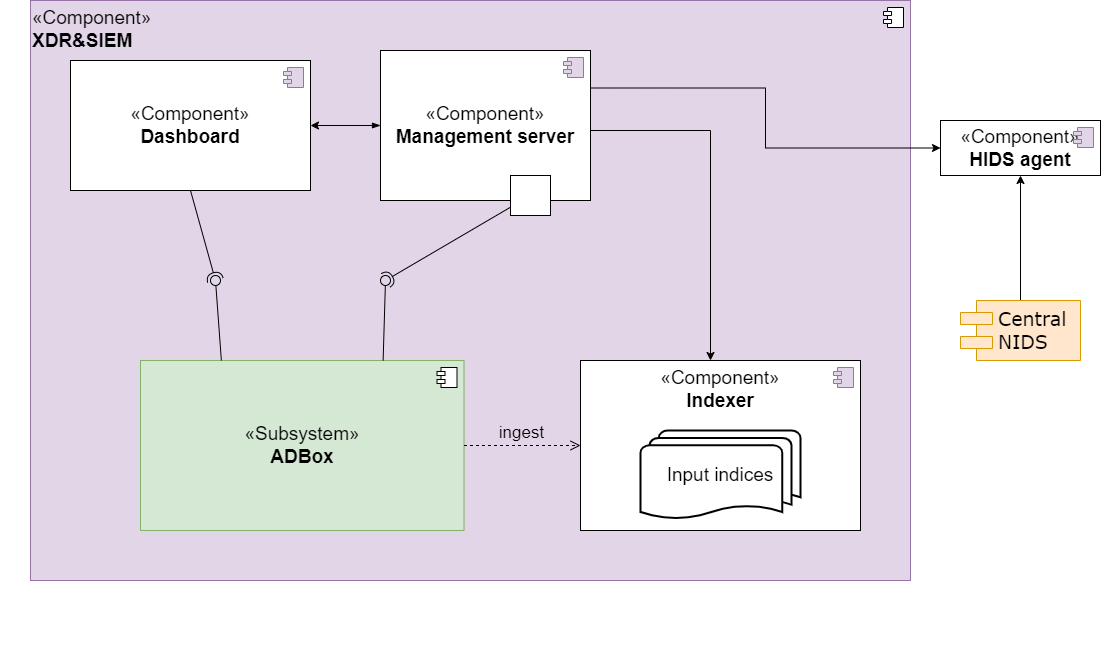 «Component»
XDR&SIEM
«Component»
Dashboard
«Component»
Management server
«Component»
HIDS agent
Central
NIDS
«Subsystem»
ADBox
ingest
«Component»
Indexer
Input indices